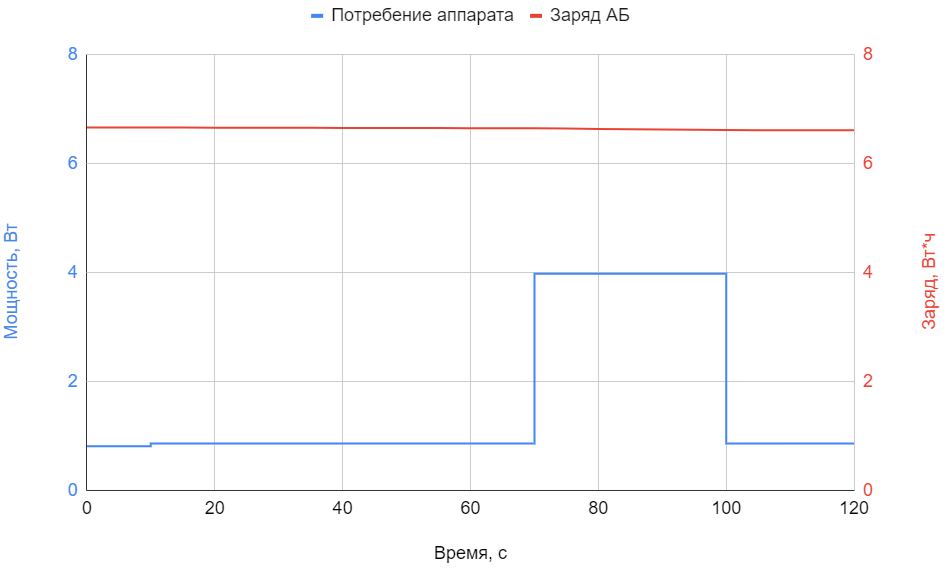 Потребение аппарата Заряд АБ
8 8
6 6
4 4
2 2
0 0
Мощность, Вт
Заряд, Вт*ч
0 20 40 60 80 100 120
Время, с